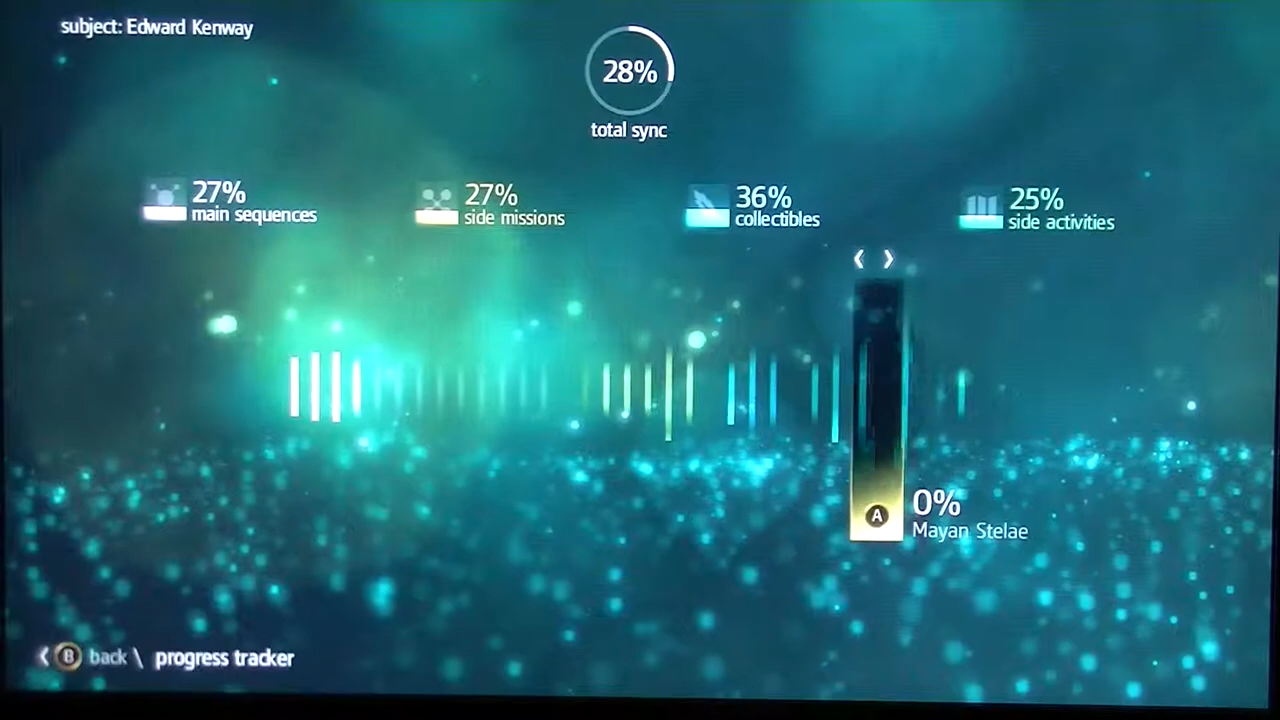 subject: Edward Kenway
28%
total sync
27%
main sequences
27%
side missions
36%
collectibles
25%
side activities
A
0%
Mayan Stelae
B back \ progress tracker